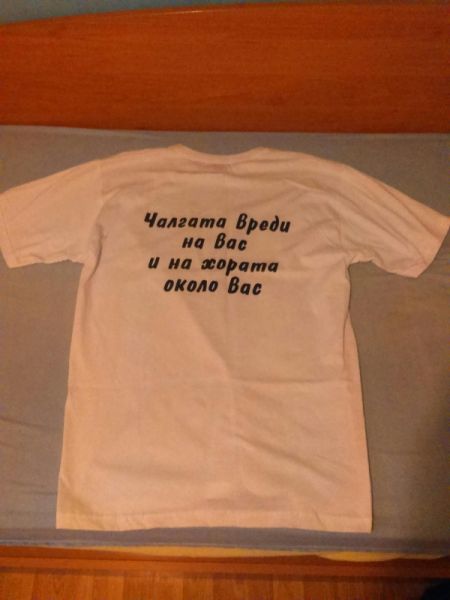 Чалгата вреди
на вас
и на хората
около вас